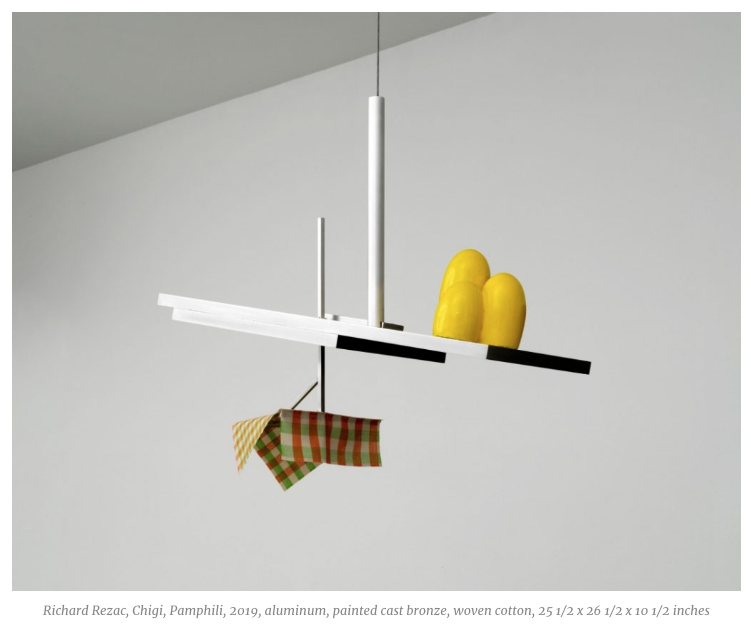 Richard Rezac, Chigi, Pamphili, 2019, aluminum, painted cast bronze, woven cotton, 25 1/2 x 26 1/2 x 10 1/2 inches